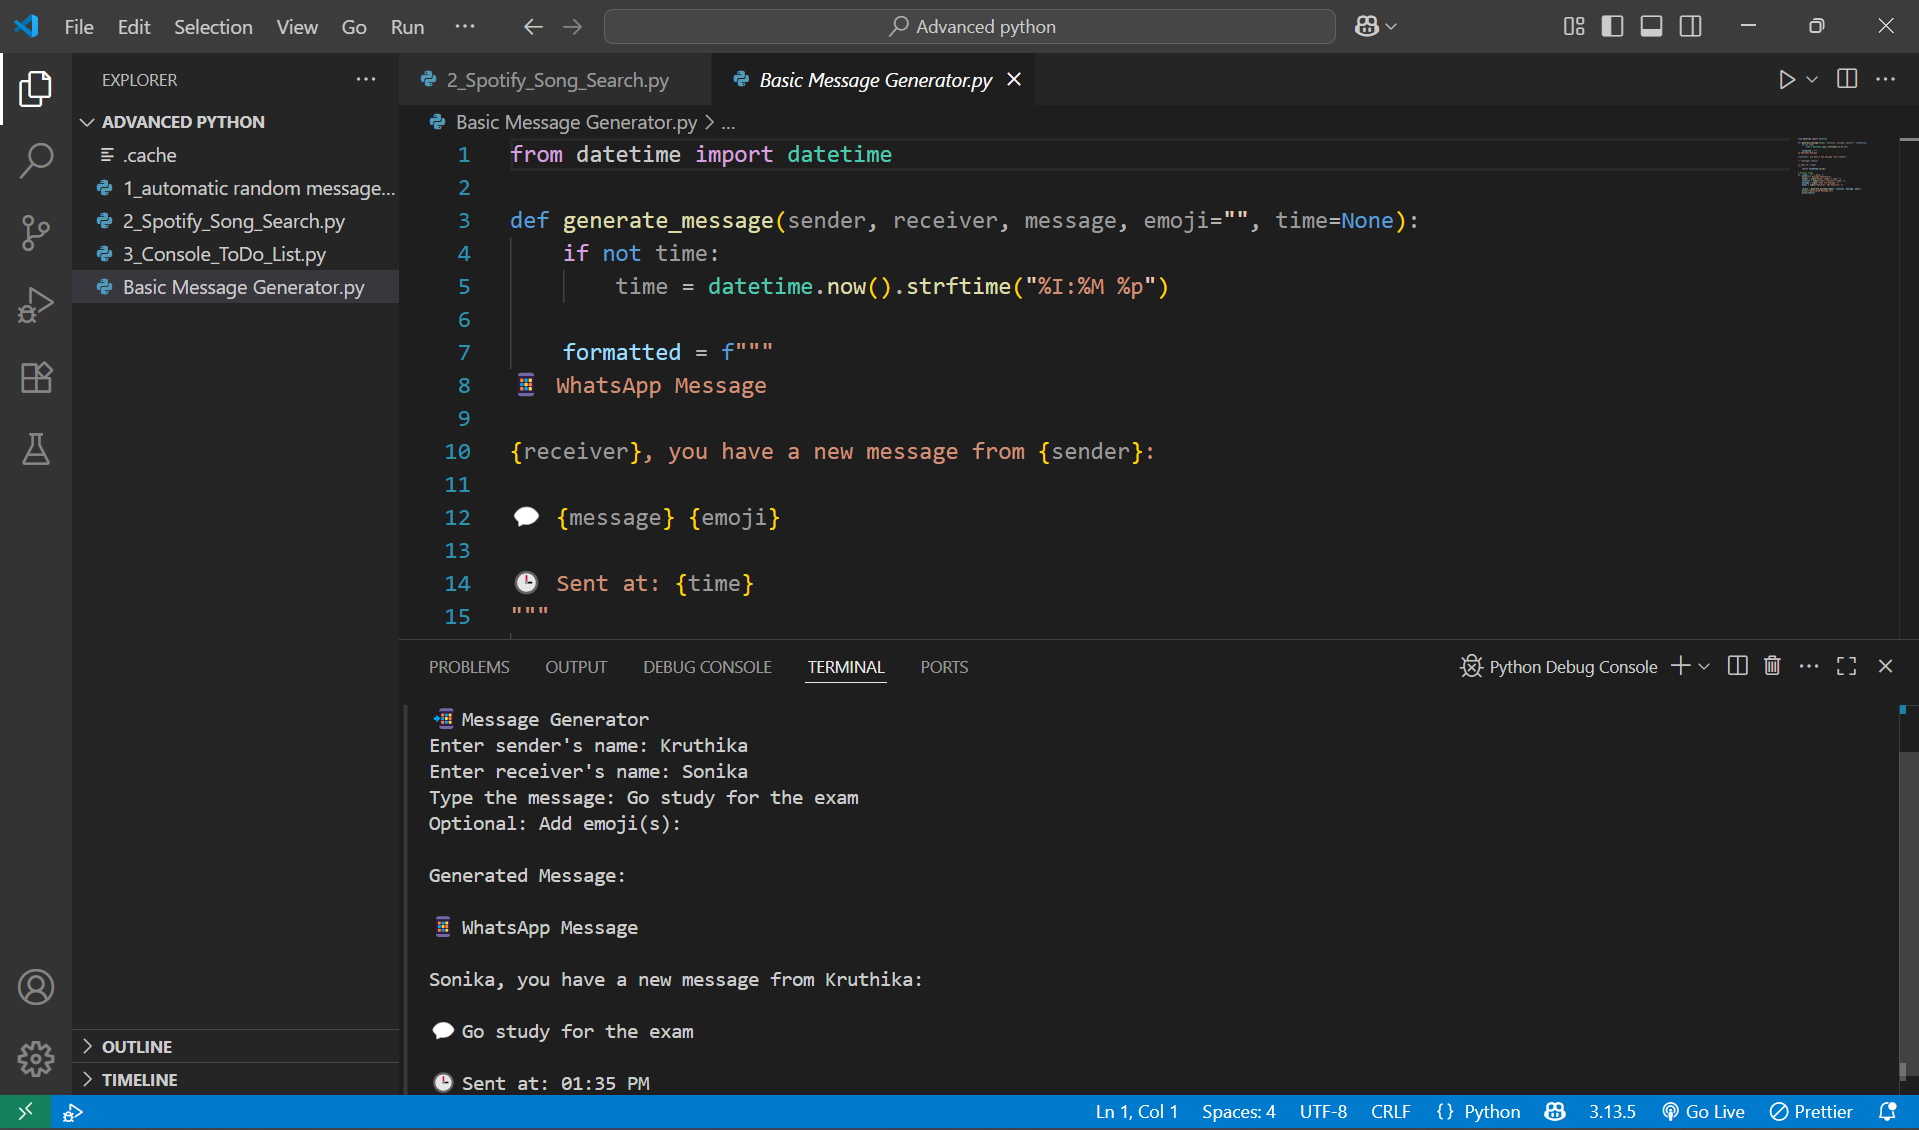 File Edit Selection View Go Run ··· Advanced python
EXPLORER ···
ADVANCED PYTHON
.cache
1_automatic random message...
2_Spotify_Song_Search.py
3_Console_ToDo_List.py
Basic Message Generator.py
OUTLINE
TIMELINE
2_Spotify_Song_Search.py Basic Message Generator.py
Basic Message Generator.py > ...
1 from datetime import datetime
2
3 def generate_message(sender, receiver, message, emoji="", time=None):
4 if not time:
5 time = datetime.now().strftime("%I:%M %p")
6
7 formatted = f"""
8 📱 WhatsApp Message
9
10 {receiver}, you have a new message from {sender}:
11
12 💬 {message} {emoji}
13
14 🕒 Sent at: {time}
15 """
PROBLEMS OUTPUT DEBUG CONSOLE TERMINAL PORTS Python Debug Console
📲 Message Generator
Enter sender's name: Kruthika
Enter receiver's name: Sonika
Type the message: Go study for the exam
Optional: Add emoji(s):
Generated Message:
📱 WhatsApp Message
Sonika, you have a new message from Kruthika:
💬 Go study for the exam
🕒 Sent at: 01:35 PM
Ln 1, Col 1 Spaces: 4 UTF-8 CRLF {} Python 3.13.5 Go Live Prettier